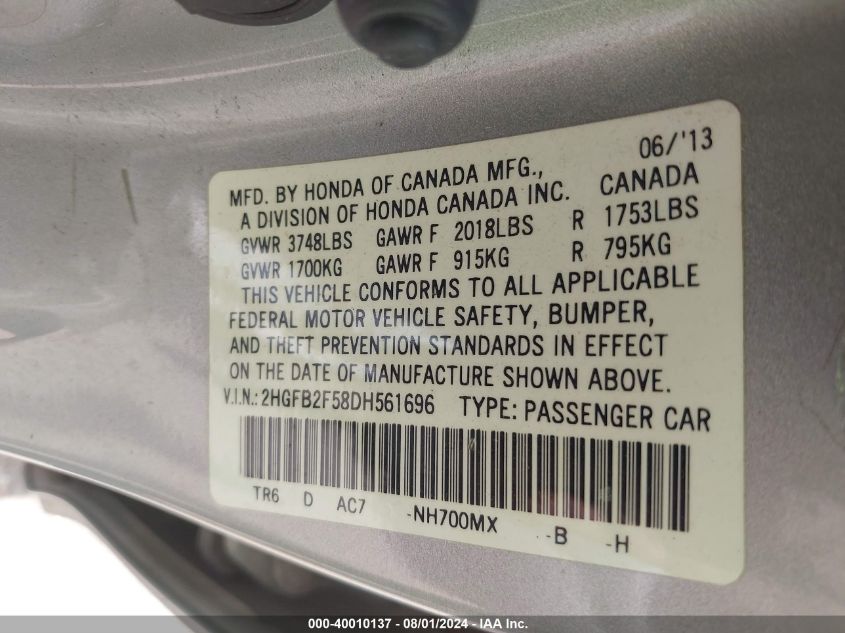 06/'13
MFD. BY HONDA OF CANADA MFG.,
A DIVISION OF HONDA CANADA INC. CANADA
GVWR 3748LBS GAWR F 2018LBS R 1753LBS
GVWR 1700KG GAWR F 915KG R 795KG
THIS VEHICLE CONFORMS TO ALL APPLICABLE
FEDERAL MOTOR VEHICLE SAFETY, BUMPER,
AND THEFT PREVENTION STANDARDS IN EFFECT
ON THE DATE OF MANUFACTURE SHOWN ABOVE.
V.I.N.: 2HGFB2F58DH561696 TYPE: PASSENGER CAR
TR6 D AC7 -NH700MX -B -H
000-40010137 - 08/01/2024 - IAA Inc.